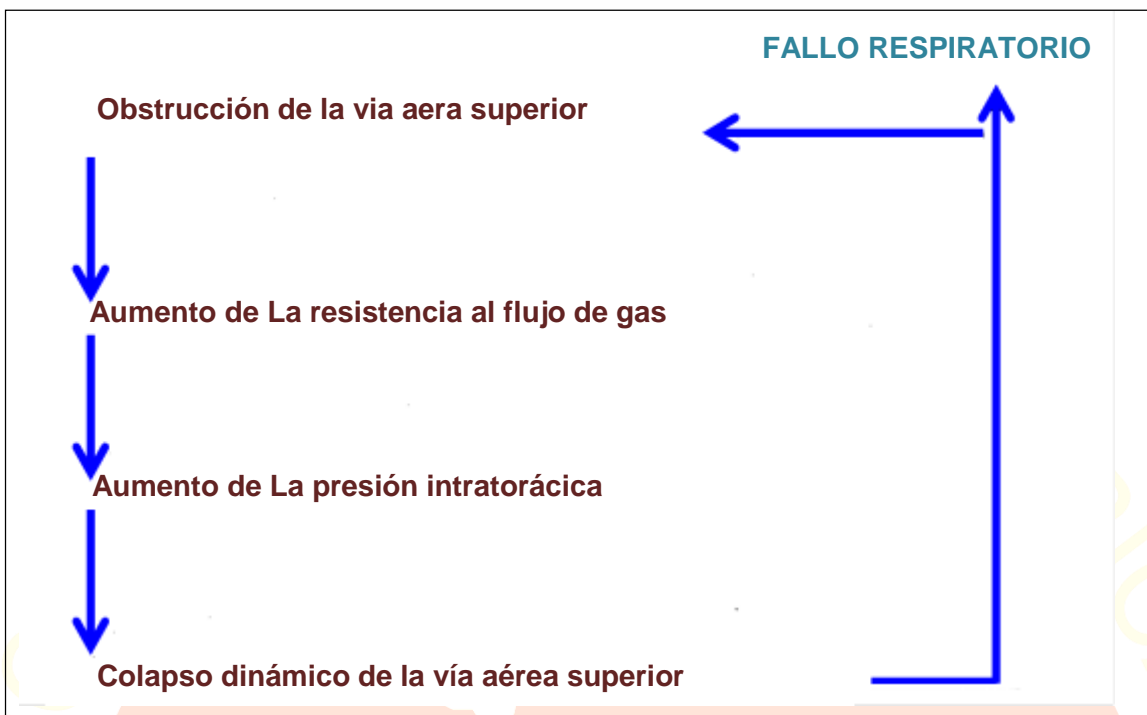 FALLO RESPIRATORIO
Obstrucción de la via aera superior
Aumento de La resistencia al flujo de gas
Aumento de La presión intratorácica
Colapso dinámico de la vía aérea superior